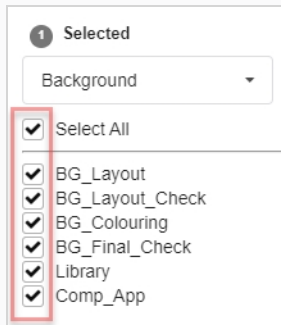 1 Selected
Background
Select All
BG_Layout
BG_Layout_Check
BG_Colouring
BG_Final_Check
Library
Comp_App